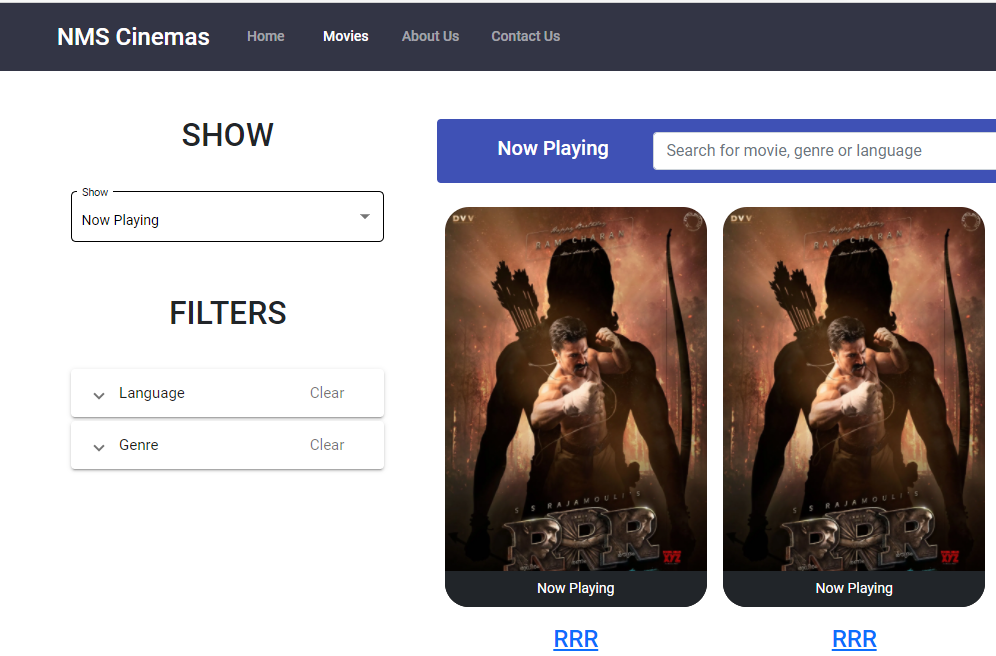 NMS Cinemas Home Movies About Us Contact Us
SHOW
Show
Now Playing
FILTERS
Language Clear
Genre Clear
Now Playing Search for movie, genre or language
DVV
RAM CHARAN
S S RAJAMOULI'S
RRR
Now Playing
RRR
DVV
RAM CHARAN
S S RAJAMOULI'S
RRR
Now Playing
RRR